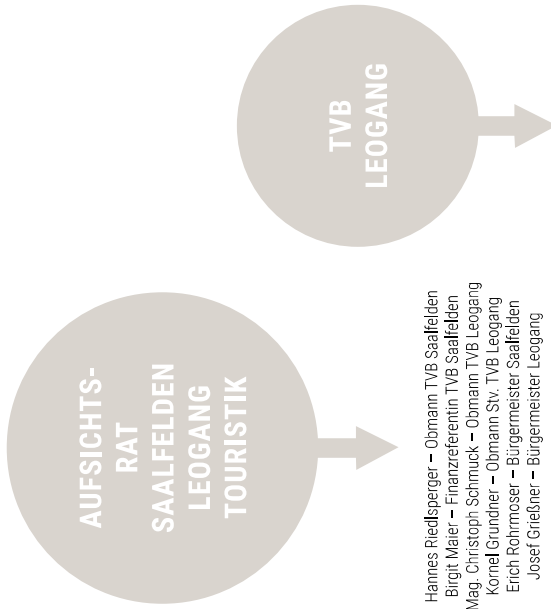 AUFSICHTS-
RAT
SAALFELDEN
LEOGANG
TOURISTIK
Hannes Riedlsperger – Obmann TVB Saalfelden
Birgit Maier – Finanzreferentin TVB Saalfelden
Mag. Christoph Schmuck – Obmann TVB Leogang
Kornel Grundner – Obmann Stv. TVB Leogang
Erich Rohrmoser – Bürgermeister Saalfelden
Josef Grießner – Bürgermeister Leogang
TVB
LEOGANG